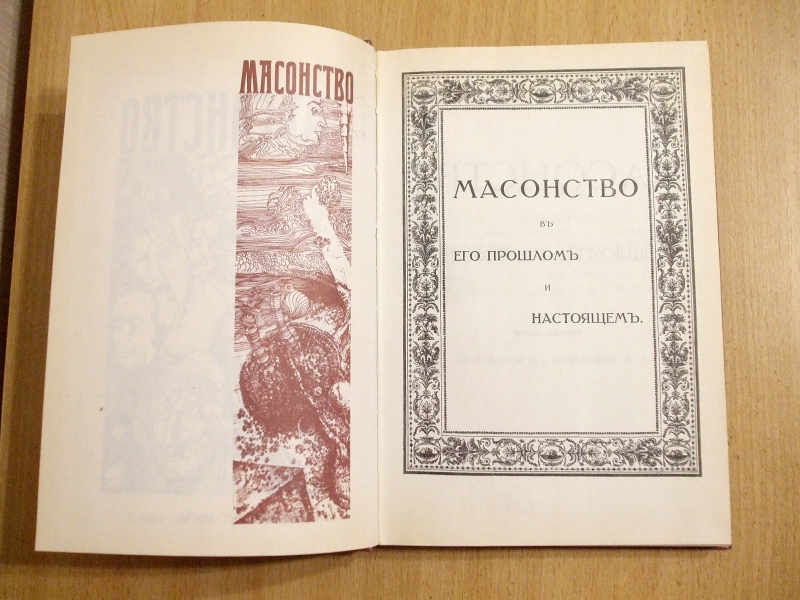 МАСОНСТВО
МАСОНСТВО
въ
ЕГО ПРОШЛОМЪ
и
НАСТОЯЩЕМЪ.